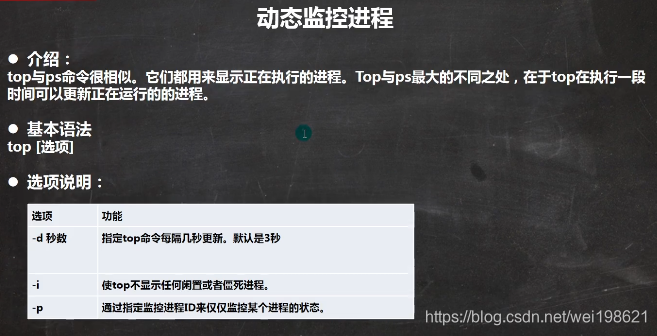 动态监控进程
● 介绍：
top与ps命令很相似。它们都用来显示正在执行的进程。Top与ps最大的不同之处，在于top在执行一段
时间可以更新正在运行的的进程。
● 基本语法
top [选项]
● 选项说明：
选项 功能
-d 秒数 指定top命令每隔几秒更新。默认是3秒
-i 使top不显示任何闲置或者僵死进程。
-p 通过指定监控进程ID来仅仅监控某个进程的状态。
1
https://blog.csdn.net/wei198621